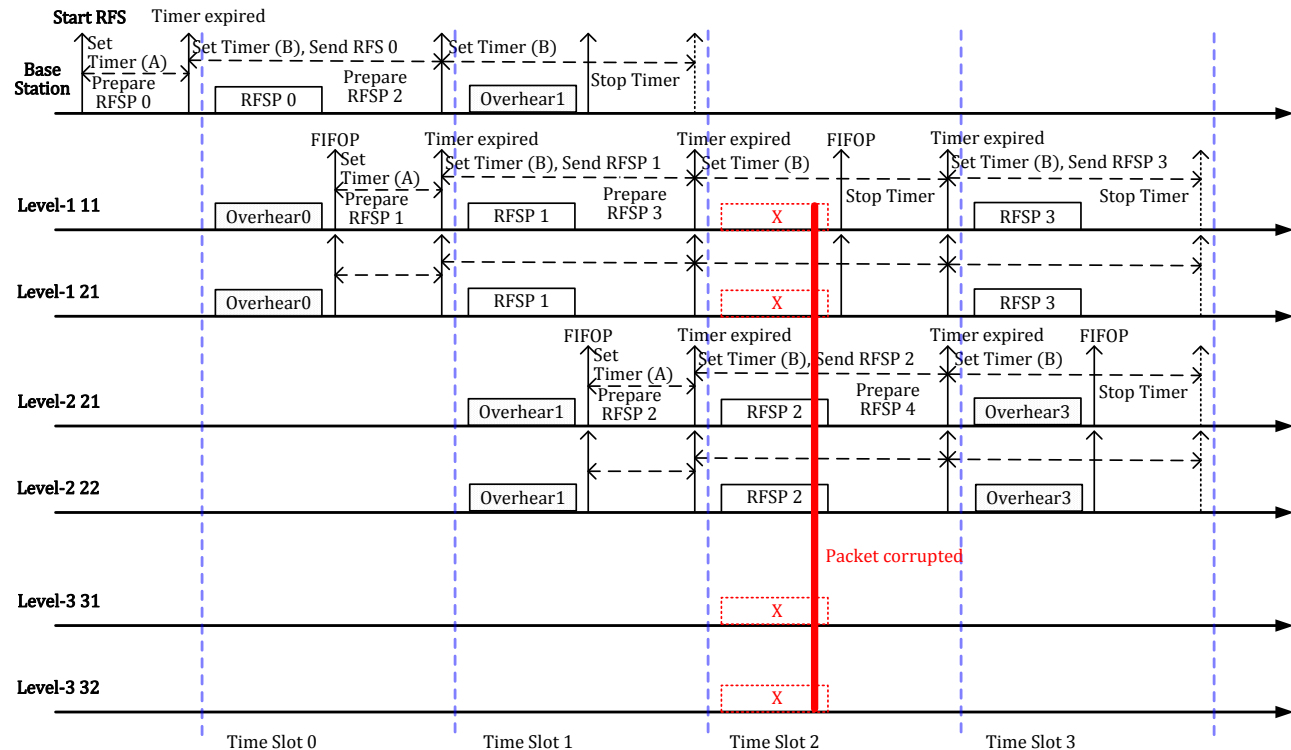 Start RFS Timer expired
Set
Timer (A)
Prepare
RFSP 0
Set Timer (B), Send RFS 0
Set Timer (B)
Base
Station
RFSP 0
Prepare
RFSP 2
Overhear1
Stop Timer
FIFOP
Timer expired
Timer expired
FIFOP
Timer expired
Set
Timer (A)
Prepare
RFSP 1
Set Timer (B), Send RFSP 1
Set Timer (B)
Set Timer (B), Send RFSP 3
Level-1 11
Overhear0
RFSP 1
Prepare
RFSP 3
X
Stop Timer
RFSP 3
Stop Timer
Level-1 21
Overhear0
RFSP 1
X
RFSP 3
FIFOP
Timer expired
Timer expired
FIFOP
Set
Timer (A)
Prepare
RFSP 2
Set Timer (B), Send RFSP 2
Set Timer (B)
Level-2 21
Overhear1
RFSP 2
Prepare
RFSP 4
Overhear3
Stop Timer
Level-2 22
Overhear1
RFSP 2
Overhear3
Packet corrupted
Level-3 31
X
Level-3 32
X
Time Slot 0
Time Slot 1
Time Slot 2
Time Slot 3